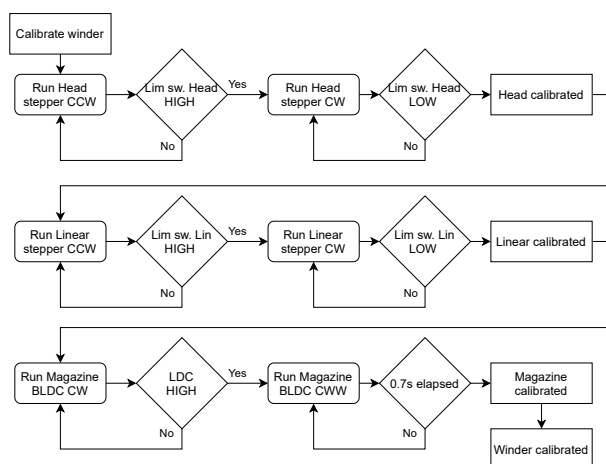 Calibrate winder
Run Head
stepper CCW
Lim sw. Head
HIGH
Yes
No
Run Head
stepper CW
Lim sw. Head
LOW
No
Head calibrated
Run Linear
stepper CCW
Lim sw. Lin
HIGH
Yes
No
Run Linear
stepper CW
Lim sw. Lin
LOW
No
Linear calibrated
Run Magazine
BLDC CW
LDC
HIGH
Yes
No
Run Magazine
BLDC CWW
0.7s elapsed
No
Magazine
calibrated
Winder calibrated